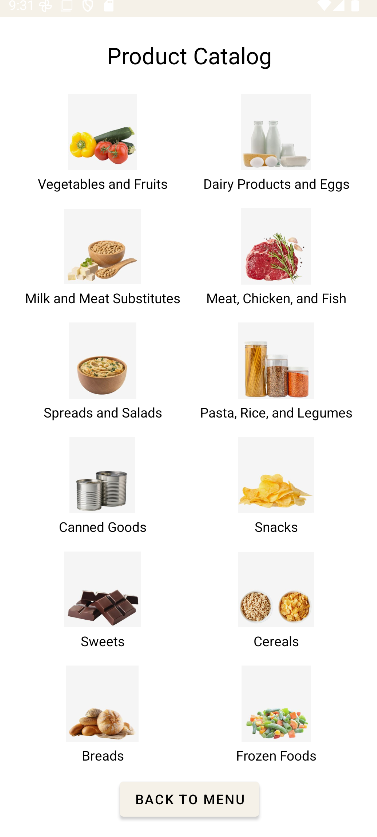 9:31
Product Catalog
Vegetables and Fruits
Dairy Products and Eggs
Milk and Meat Substitutes
Meat, Chicken, and Fish
Spreads and Salads
Pasta, Rice, and Legumes
Canned Goods
Snacks
Sweets
Cereals
Breads
Frozen Foods
BACK TO MENU